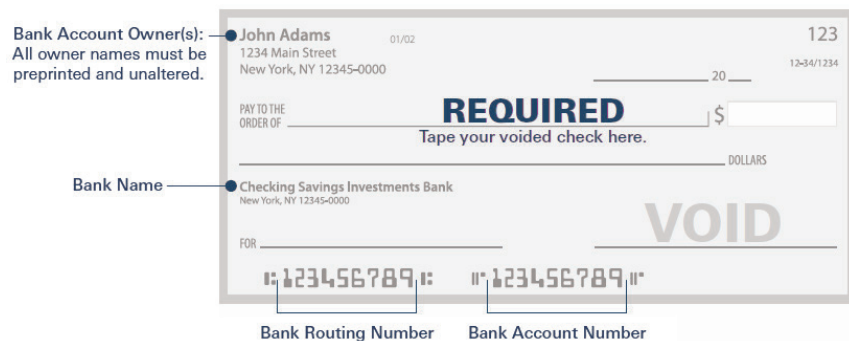 Bank Account Owner(s):
All owner names must be
preprinted and unaltered.
John Adams 01/02 123
1234 Main Street 12-34/1234
New York, NY 12345-0000
20
PAY TO THE
ORDER OF REQUIRED $
Tape your voided check here.
DOLLARS
Bank Name
Checking Savings Investments Bank
New York, NY 12345-0000
VOID
FOR
⑆123456789⑆ ⑈123456789⑈
Bank Routing Number Bank Account Number